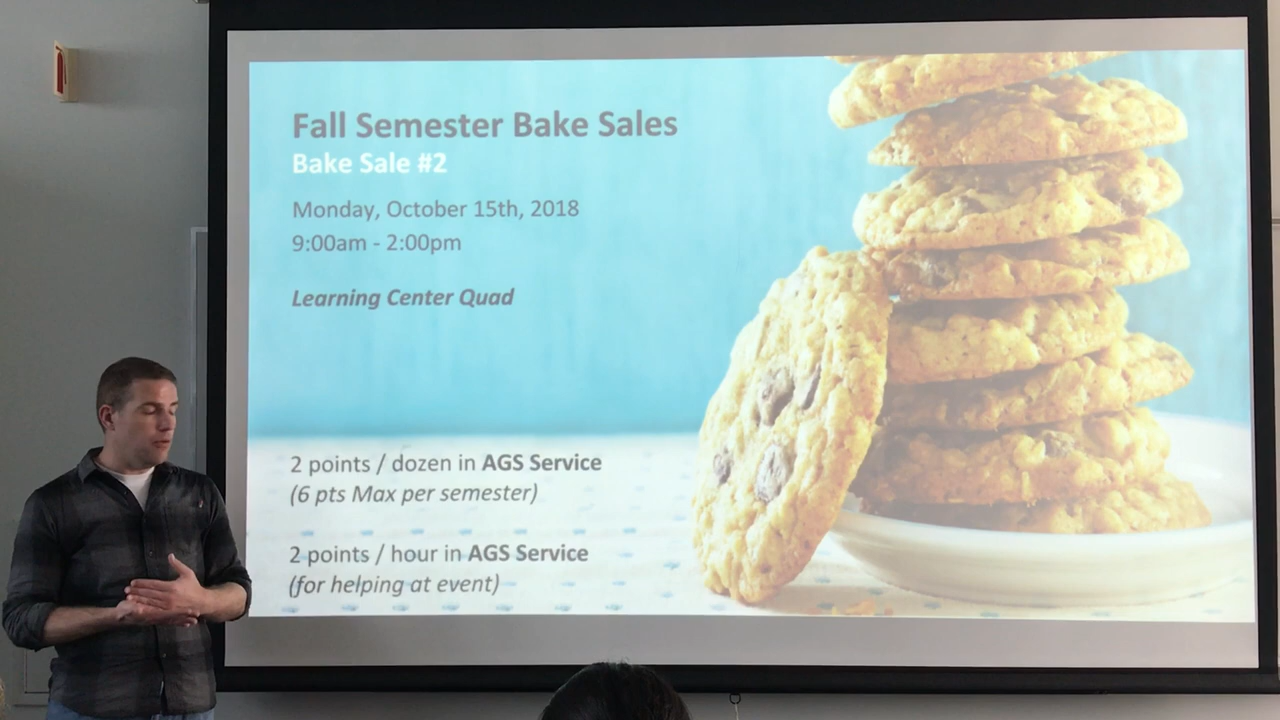 Fall Semester Bake Sales
Bake Sale #2
Monday, October 15th, 2018
9:00am - 2:00pm
Learning Center Quad
2 points / dozen in AGS Service
(6 pts Max per semester)
2 points / hour in AGS Service
(for helping at event)